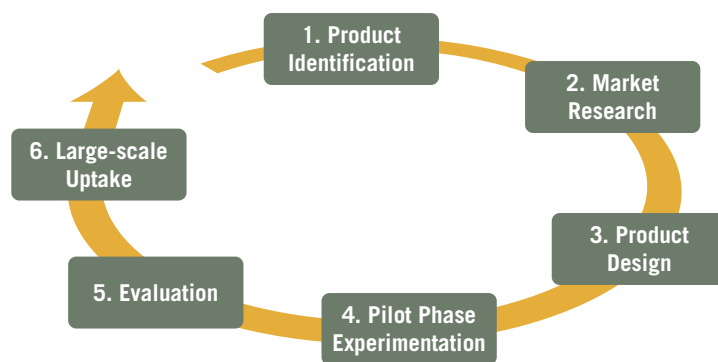 1. Product
Identification
2. Market
Research
3. Product
Design
4. Pilot Phase
Experimentation
5. Evaluation
6. Large-scale
Uptake